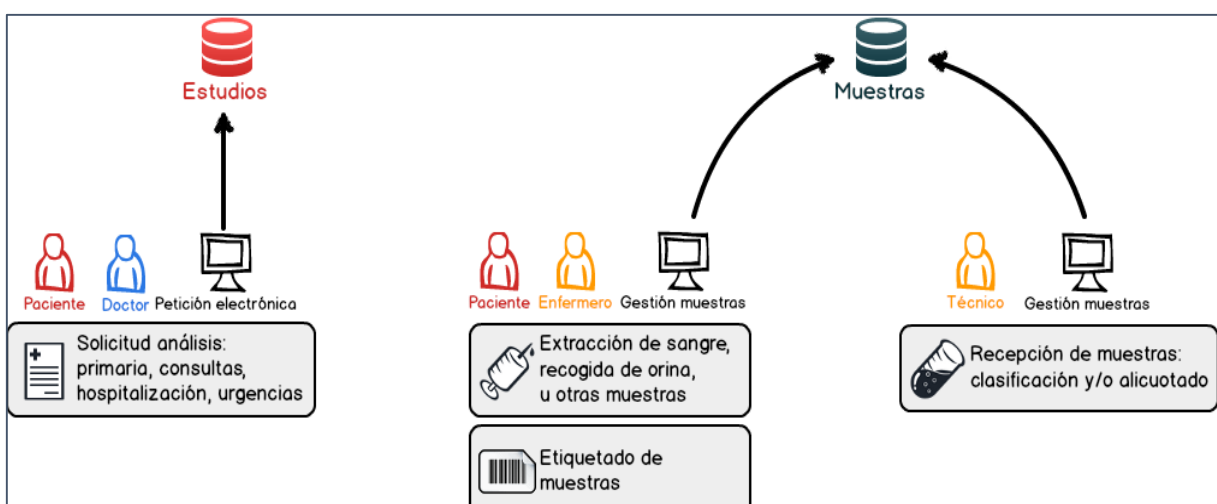 Estudios
Muestras
Paciente
Doctor
Petición electrónica
Paciente
Enfermero
Gestión muestras
Técnico
Gestión muestras
Solicitud análisis:
primaria, consultas,
hospitalización, urgencias
Extracción de sangre,
recogida de orina,
u otras muestras
Recepción de muestras:
clasificación y/o alicuotado
Etiquetado de
muestras